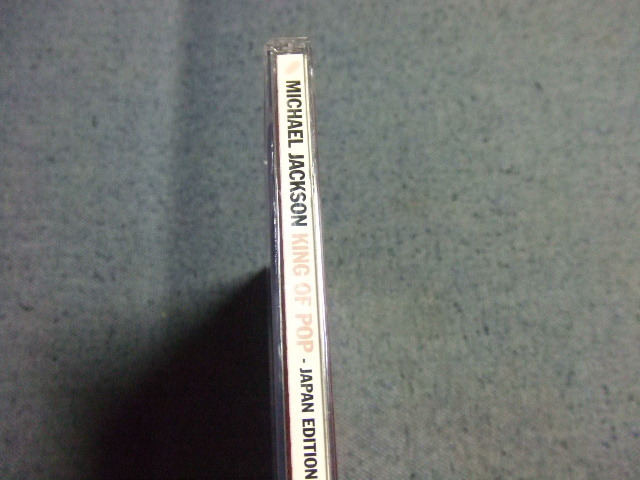 MICHAEL JACKSON KING OF POP - JAPAN EDITION